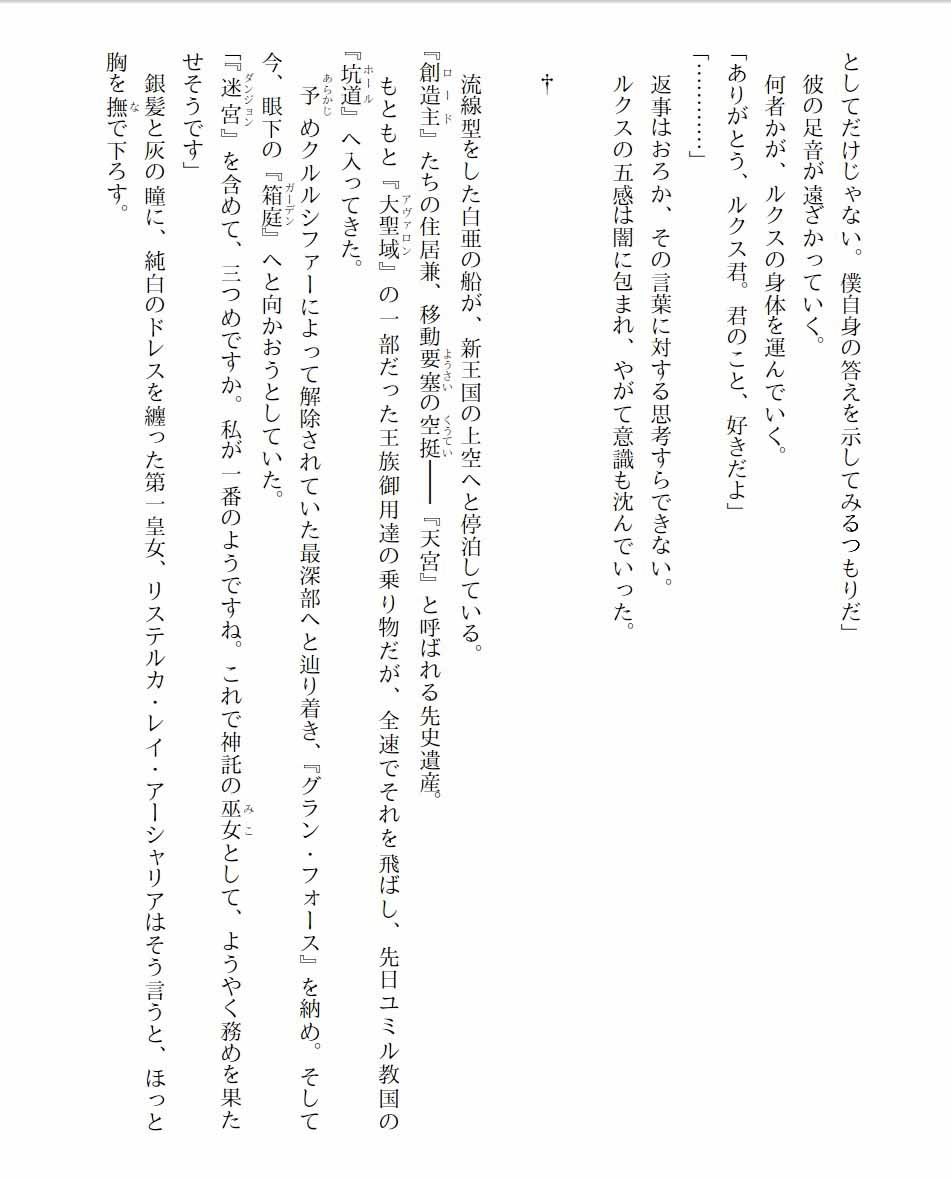 としてだけじゃない。僕自身の答えを示してみるつもりだ」
　彼の足音が遠ざかっていく。
　何者かが、ルクスの身体を運んでいく。
「ありがとう、ルクス君。君のこと、好きだよ」
「…………」
　返事はおろか、その言葉に対する思考すらできない。
　ルクスの五感は闇に包まれ、やがて意識も沈んでいった。
†
　流線型をした白亜の船が、新王国の上空へと停泊している。
『創造主』たちの住居兼、移動要塞の空挺――『天宮』と呼ばれる先史遺産。
ロード
ようさい
くうてい
　もともと『大聖域』の一部だった王族御用達の乗り物だが、全速でそれを飛ばし、先日ユミル教国の
アヴァロン
『坑道』へ入ってきた。
ホール
　予めクルルシファーによって解除されていた最深部へと辿り着き、『グラン・フォース』を納め。そして
あらかじ
今、眼下の『箱庭』へと向かおうとしていた。
ガーデン
「『迷宮』を含めて、三つめですか。私が一番のようですね。これで神託の巫女として、ようやく務めを果た
ダンジョン
みこ
せそうです」
　銀髪と灰の瞳に、純白のドレスを纏った第一皇女、リステルカ・レイ・アーシャリアはそう言うと、ほっと
胸を撫で下ろす。
な